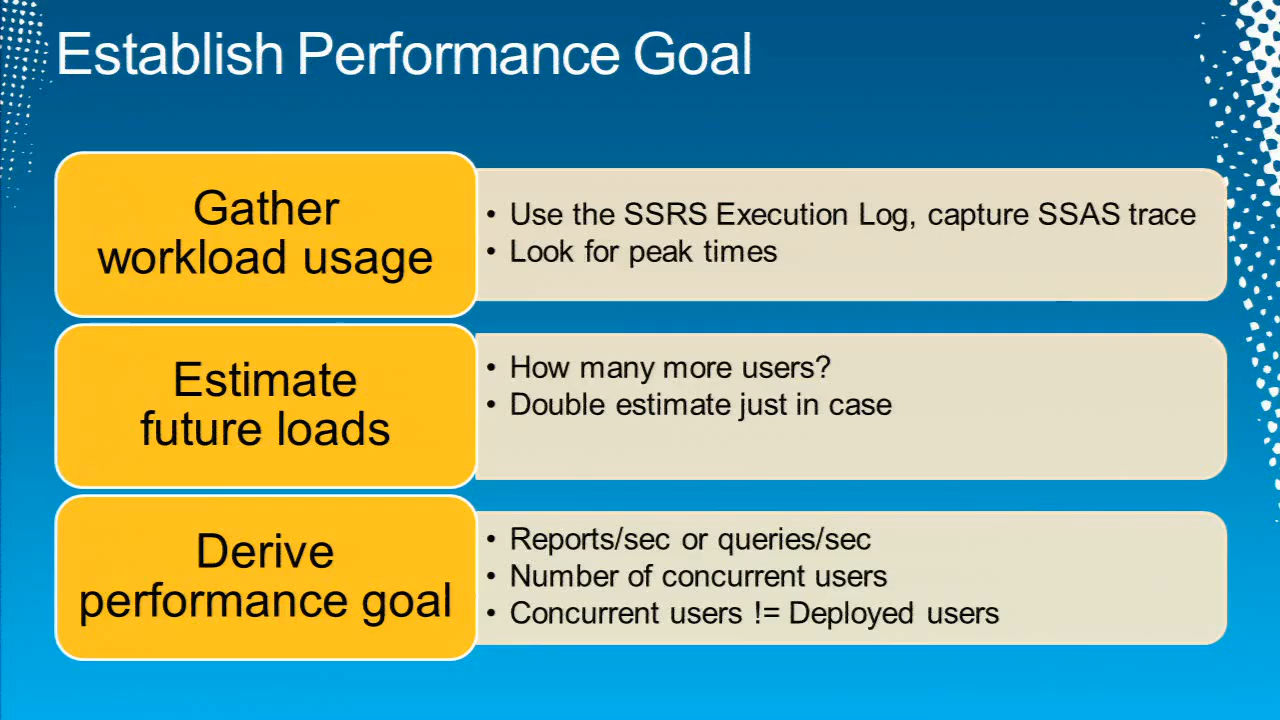 Establish Performance Goal
Gather
workload usage
• Use the SSRS Execution Log, capture SSAS trace
• Look for peak times
Estimate
future loads
• How many more users?
• Double estimate just in case
Derive
performance goal
• Reports/sec or queries/sec
• Number of concurrent users
• Concurrent users != Deployed users